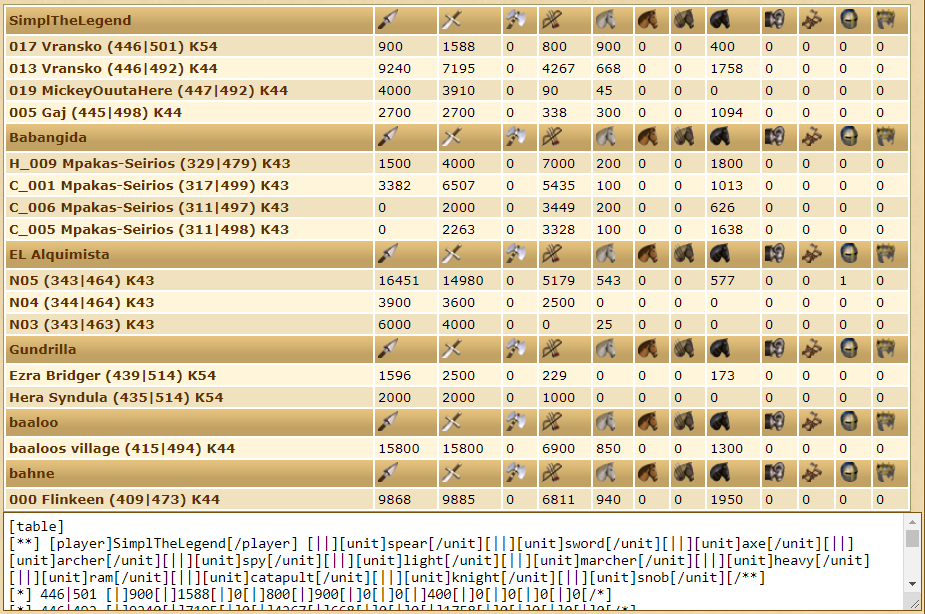 SimplTheLegend
017 Vransko (446|501) K54 900 1588 0 800 900 0 0 400 0 0 0 0
013 Vransko (446|492) K44 9240 7195 0 4267 668 0 0 1758 0 0 0 0
019 MickeyOuutaHere (447|492) K44 4000 3910 0 90 45 0 0 0 0 0 0 0
005 Gaj (445|498) K44 2700 2700 0 338 300 0 0 1094 0 0 0 0
Babangida
H_009 Mpakas-Seirios (329|479) K43 1500 4000 0 7000 200 0 0 1800 0 0 0 0
C_001 Mpakas-Seirios (317|499) K43 3382 6507 0 5435 100 0 0 1013 0 0 0 0
C_006 Mpakas-Seirios (311|497) K43 0 2000 0 3449 200 0 0 626 0 0 0 0
C_005 Mpakas-Seirios (311|498) K43 0 2263 0 3328 100 0 0 1638 0 0 0 0
EL Alquimista
N05 (343|464) K43 16451 14980 0 5179 543 0 0 577 0 0 1 0
N04 (344|464) K43 3900 3600 0 2500 0 0 0 0 0 0 0 0
N03 (343|463) K43 6000 4000 0 0 25 0 0 0 0 0 0 0
Gundrilla
Ezra Bridger (439|514) K54 1596 2500 0 229 0 0 0 173 0 0 0 0
Hera Syndula (435|514) K54 2000 2000 0 1000 0 0 0 0 0 0 0 0
baaloo
baaloos village (415|494) K44 15800 15800 0 6900 850 0 0 1300 0 0 0 0
bahne
000 Flinkeen (409|473) K44 9868 9885 0 6811 940 0 0 1950 0 0 0 0
[table]
[**] [player]SimplTheLegend[/player] [||][unit]spear[/unit][||][unit]sword[/unit][||][unit]axe[/unit][||]
[unit]archer[/unit][||][unit]spy[/unit][||][unit]light[/unit][||][unit]marcher[/unit][||][unit]heavy[/unit]
[||][unit]ram[/unit][||][unit]catapult[/unit][||][unit]knight[/unit][||][unit]snob[/unit][/**]
[*] 446|501 [|]900[|]1588[|]0[|]800[|]900[|]0[|]0[|]400[|]0[|]0[|]0[|]0[/*]
[*] 446|492 [|]9240[|]7195[|]0[|]4267[|]668[|]0[|]0[|]1758[|]0[|]0[|]0[|]0[/*]